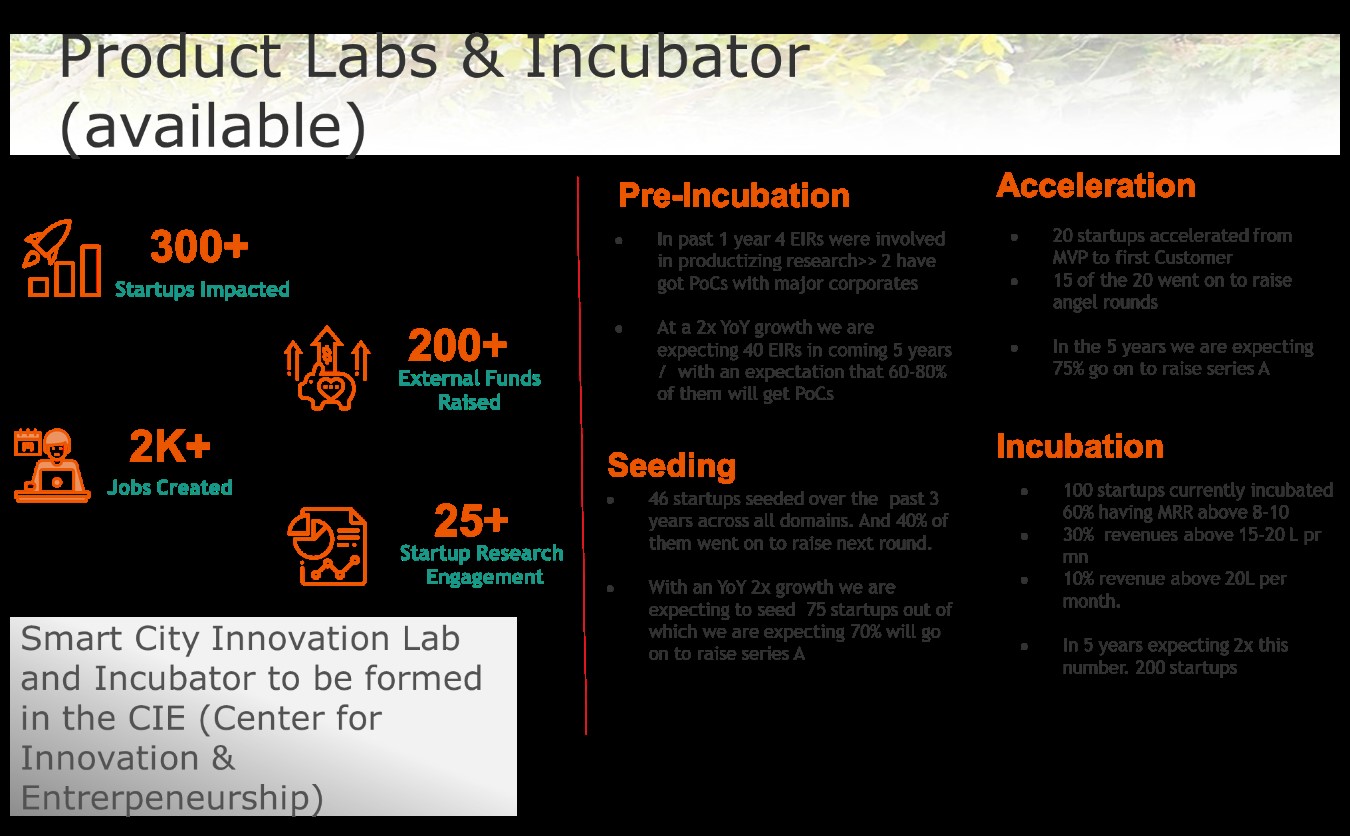 Product Labs & Incubator
(available)
300+
Startups Impacted
200+
External Funds
Raised
2K+
Jobs Created
25+
Startup Research
Engagement
Smart City Innovation Lab
and Incubator to be formed
in the CIE (Center for
Innovation &
Entrerpeneurship)
Pre-Incubation
• In past 1 year 4 EIRs were involved
in productizing research>> 2 have
got PoCs with major corporates
• At a 2x YoY growth we are
expecting 40 EIRs in coming 5 years
/ with an expectation that 60-80%
of them will get PoCs
Seeding
• 46 startups seeded over the past 3
years across all domains. And 40% of
them went on to raise next round.
• With an YoY 2x growth we are
expecting to seed 75 startups out of
which we are expecting 70% will go
on to raise series A
Acceleration
• 20 startups accelerated from
MVP to first Customer
• 15 of the 20 went on to raise
angel rounds
• In the 5 years we are expecting
75% go on to raise series A
Incubation
• 100 startups currently incubated
60% having MRR above 8-10
• 30% revenues above 15-20 L pr
mn
• 10% revenue above 20L per
month.
• In 5 years expecting 2x this
number. 200 startups